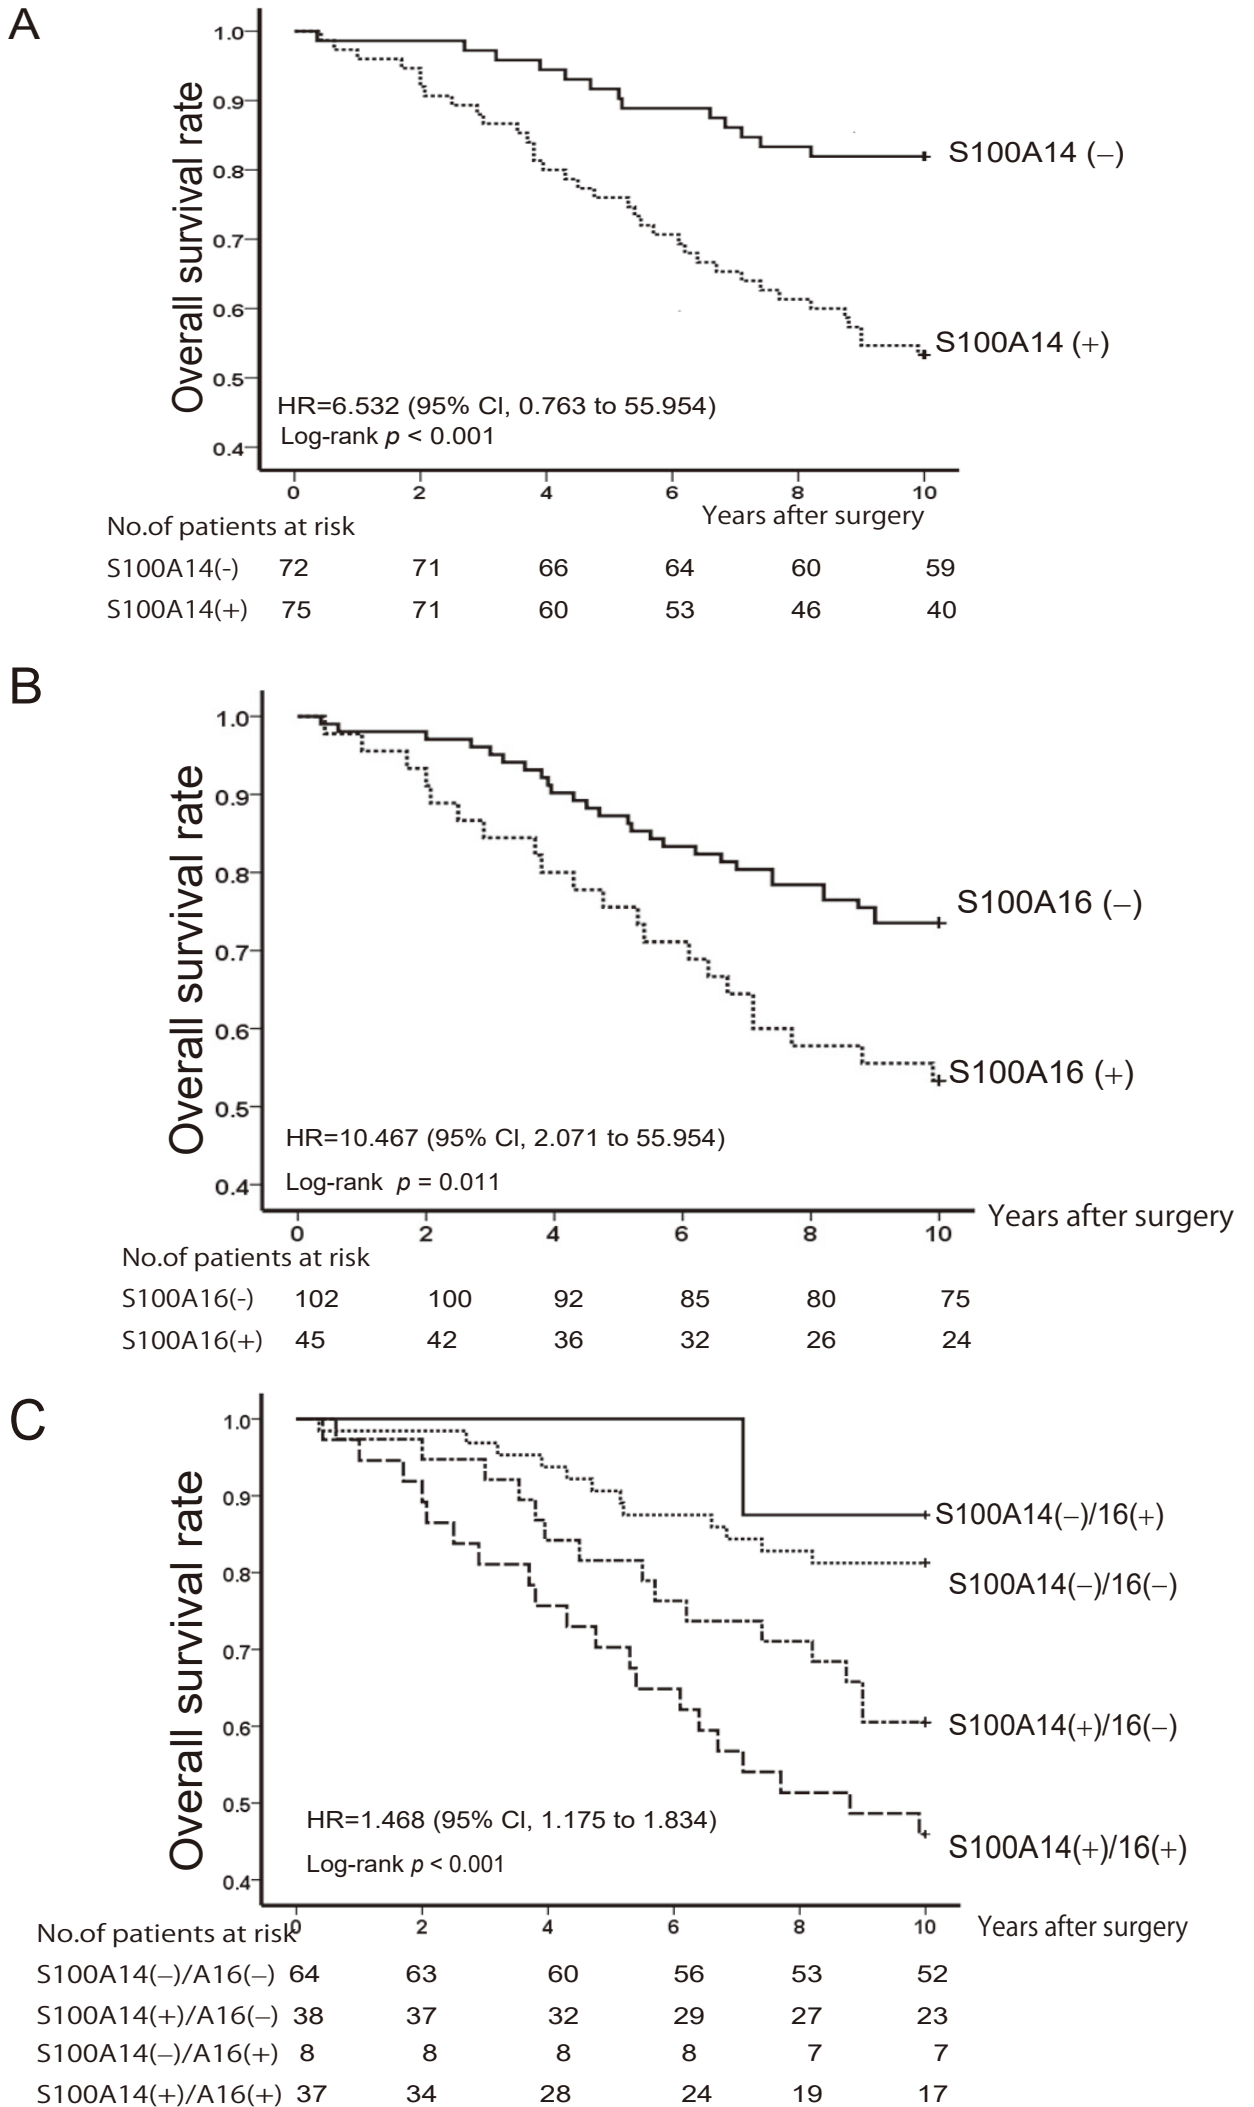 A
Overall survival rate
1.0
0.9
0.8
0.7
0.6
0.5
0.4
S100A14 (–)
S100A14 (+)
HR=6.532 (95% CI, 0.763 to 55.954)
Log-rank p < 0.001
0 2 4 6 8 10
Years after surgery
No.of patients at risk
S100A14(-) 72 71 66 64 60 59
S100A14(+) 75 71 60 53 46 40
B
Overall survival rate
1.0
0.9
0.8
0.7
0.6
0.5
0.4
S100A16 (–)
S100A16 (+)
HR=10.467 (95% CI, 2.071 to 55.954)
Log-rank p = 0.011
0 2 4 6 8 10
Years after surgery
No.of patients at risk
S100A16(-) 102 100 92 85 80 75
S100A16(+) 45 42 36 32 26 24
C
Overall survival rate
1.0
0.9
0.8
0.7
0.6
0.5
0.4
S100A14(–)/16(+)
S100A14(–)/16(–)
S100A14(+)/16(–)
S100A14(+)/16(+)
HR=1.468 (95% CI, 1.175 to 1.834)
Log-rank p < 0.001
0 2 4 6 8 10
Years after surgery
No.of patients at risk
S100A14(–)/A16(–) 64 63 60 56 53 52
S100A14(+)/A16(–) 38 37 32 29 27 23
S100A14(–)/A16(+) 8 8 8 8 7 7
S100A14(+)/A16(+) 37 34 28 24 19 17